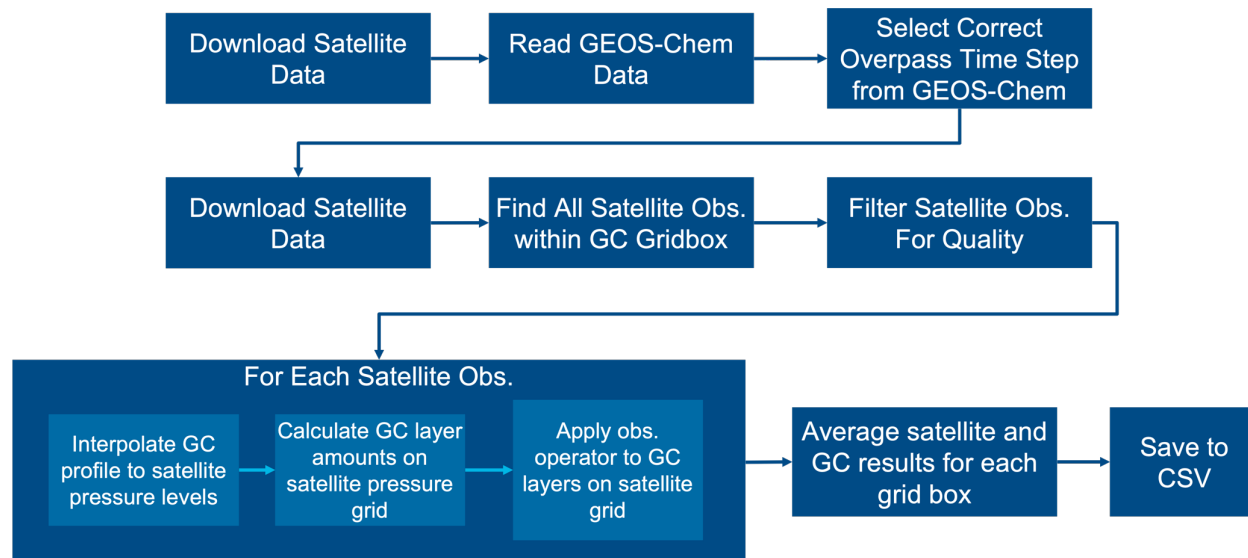 Download Satellite
Data
Read GEOS-Chem
Data
Select Correct
Overpass Time Step
from GEOS-Chem
Download Satellite
Data
Find All Satellite Obs.
within GC Gridbox
Filter Satellite Obs.
For Quality
For Each Satellite Obs.
Interpolate GC
profile to satellite
pressure levels
Calculate GC layer
amounts on
satellite pressure
grid
Apply obs.
operator to GC
layers on satellite
grid
Average satellite and
GC results for each
grid box
Save to
CSV